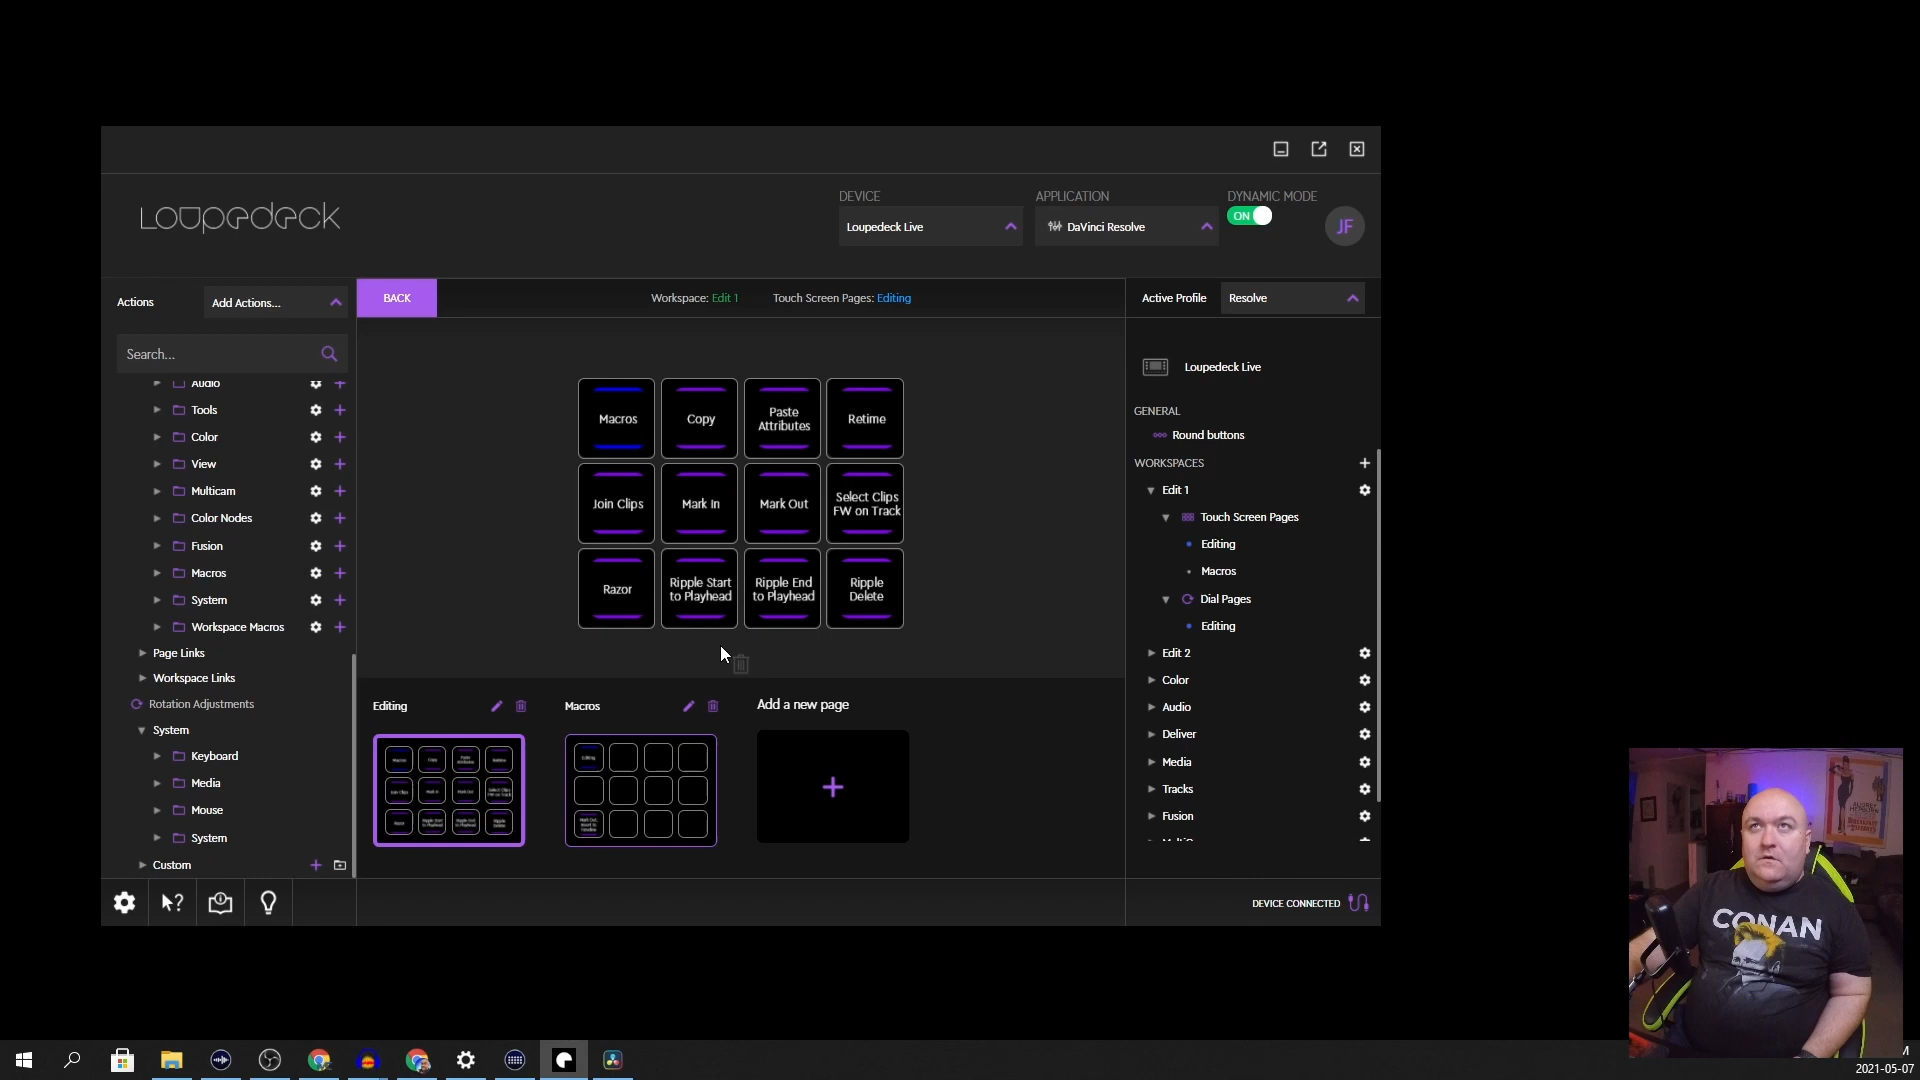 Loupedeck
DEVICE
Loupedeck Live
APPLICATION
DaVinci Resolve
DYNAMIC MODE
ON
JF
Actions
Add Actions...
BACK
Workspace: Edit 1
Touch Screen Pages: Editing
Active Profile
Resolve
Search...
Audio
Tools
Color
View
Multicam
Color Nodes
Fusion
Macros
System
Workspace Macros
Page Links
Workspace Links
Rotation Adjustments
System
Keyboard
Media
Mouse
System
Custom
Macros
Copy
Paste
Attributes
Retime
Join Clips
Mark In
Mark Out
Select Clips
FW on Track
Razor
Ripple Start
to Playhead
Ripple End
to Playhead
Ripple
Delete
Editing
Macros
Add a new page
Loupedeck Live
GENERAL
Round buttons
WORKSPACES
Edit 1
Touch Screen Pages
Editing
Macros
Dial Pages
Editing
Edit 2
Color
Audio
Deliver
Media
Tracks
Fusion
DEVICE CONNECTED
CONAN
2021-05-07